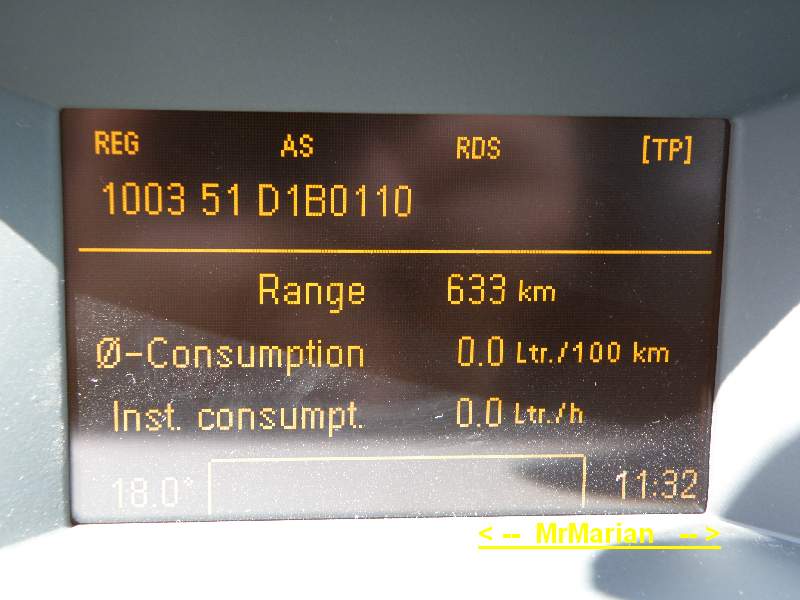 REG AS RDS [TP]
1003 51 D1B0110
Range 633 km
Ø-Consumption 0.0 Ltr./100 km
Inst. consumpt. 0.0 Ltr./h
18.0° 11:32
< -- MrMarian -- >